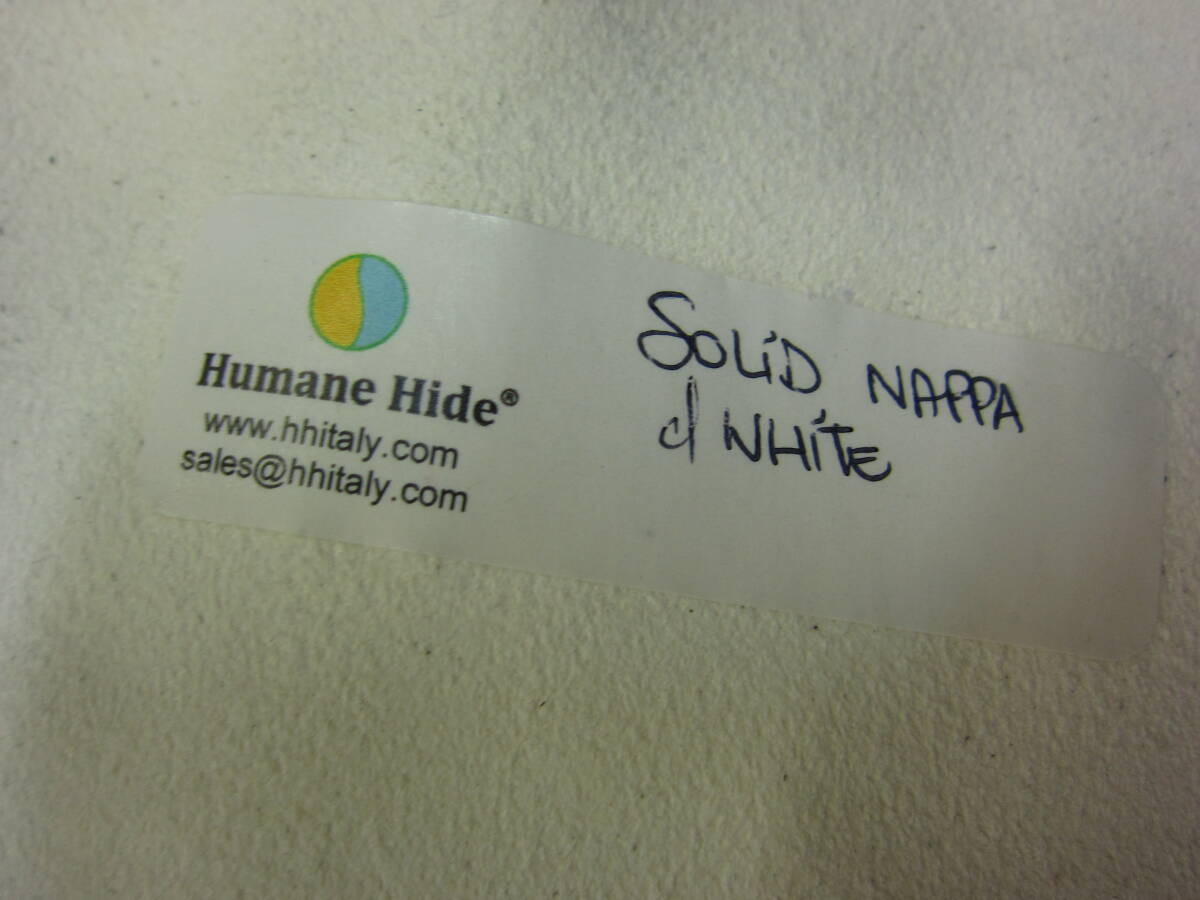 Humane Hide®
www.hhitaly.com
sales@hhitaly.com
SOLiD NAPPA
d WHiTE